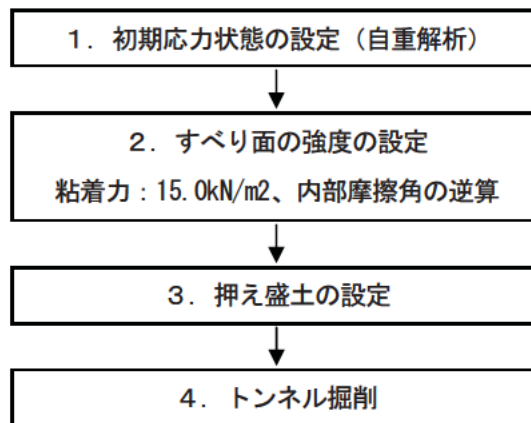 １．初期応力状態の設定（自重解析）
２．すべり面の強度の設定
粘着力：15.0kN/m2、内部摩擦角の逆算
３．押え盛土の設定
４．トンネル掘削